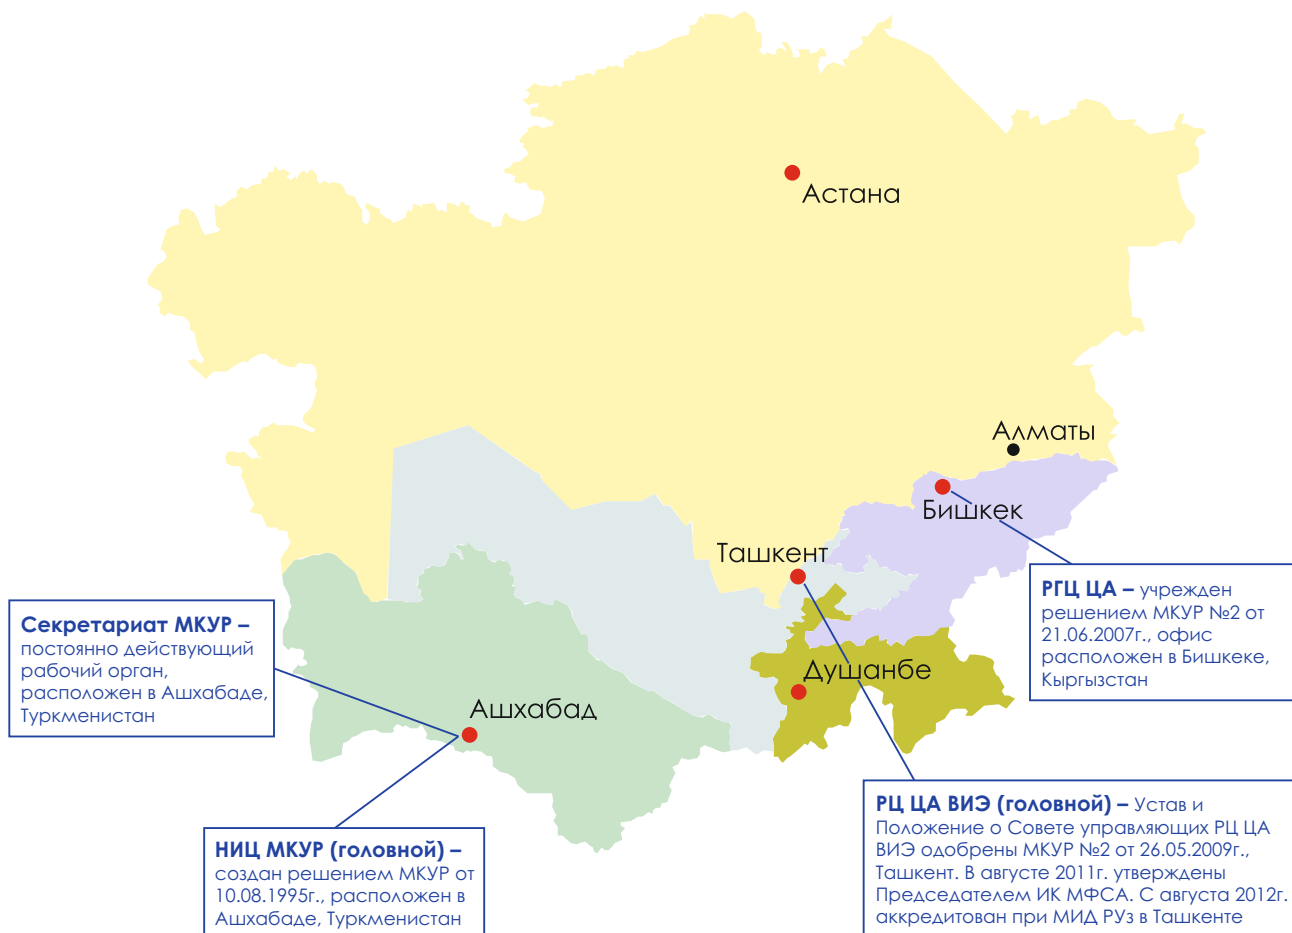 Астана
Алматы
Бишкек
Ташкент
Душанбе
Ашхабад
Секретариат МКУР –
постоянно действующий
рабочий орган,
расположен в Ашхабаде,
Туркменистан
РГЦ ЦА – учрежден
решением МКУР №2 от
21.06.2007г., офис
расположен в Бишкеке,
Кыргызстан
НИЦ МКУР (головной) –
создан решением МКУР от
10.08.1995г., расположен в
Ашхабаде, Туркменистан
РЦ ЦА ВИЭ (головной) – Устав и
Положение о Совете управляющих РЦ ЦА
ВИЭ одобрены МКУР №2 от 26.05.2009г.,
Ташкент. В августе 2011г. утверждены
Председателем ИК МФСА. С августа 2012г.
аккредитован при МИД РУз в Ташкенте